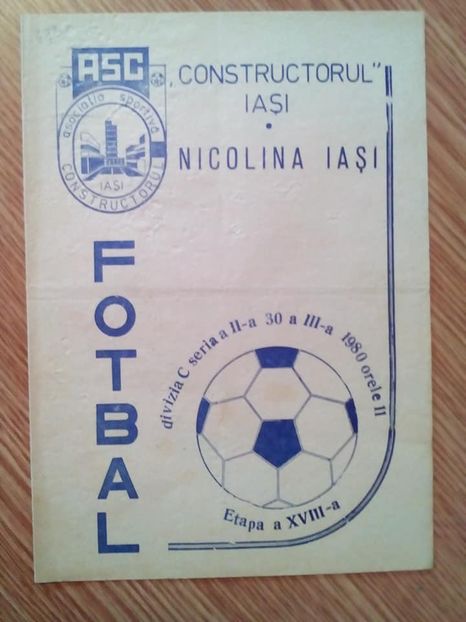 ASC
asociația sportivă
CONSTRUCTORUL
IAȘI
„CONSTRUCTORUL”
IAȘI
•
NICOLINA IAȘI
FOTBAL
divizia C seria a II-a 30 a III-a 1980 orele 11
Etapa a XVIII-a